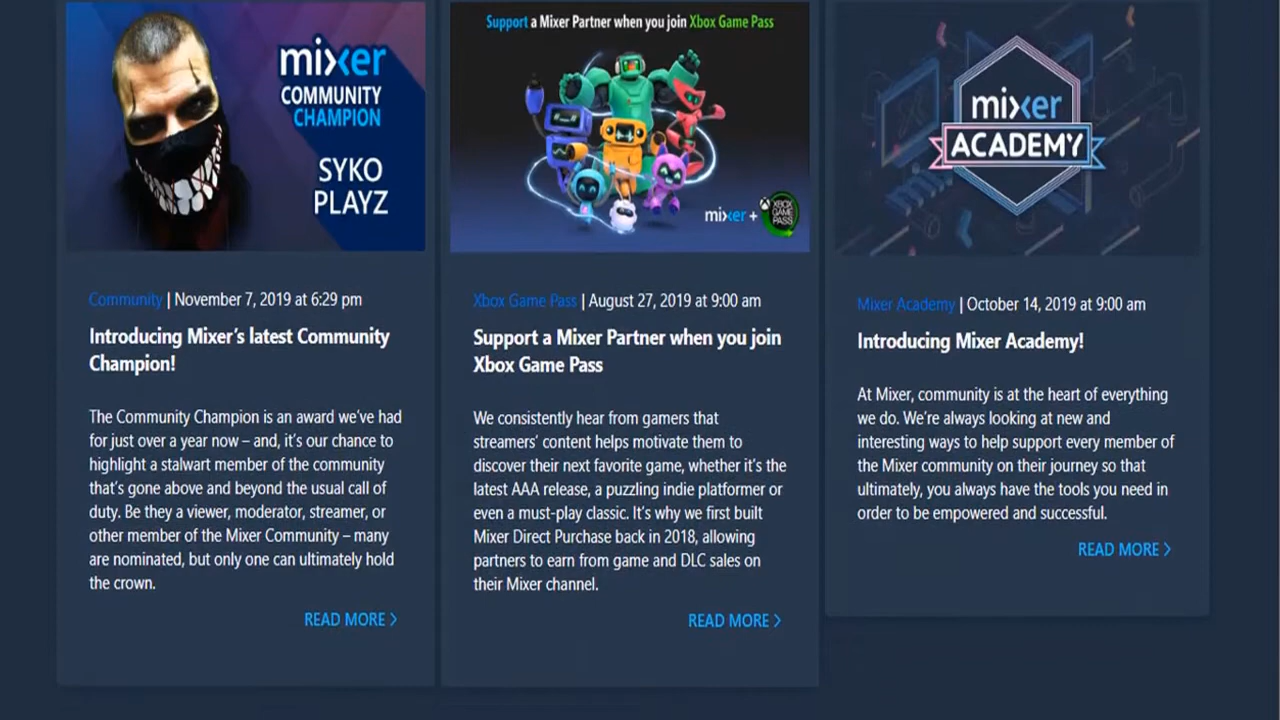 mixer
COMMUNITY
CHAMPION
SYKO
PLAYZ
Community | November 7, 2019 at 6:29 pm
Introducing Mixer's latest Community
Champion!
The Community Champion is an award we've had
for just over a year now – and, it's our chance to
highlight a stalwart member of the community
that's gone above and beyond the usual call of
duty. Be they a viewer, moderator, streamer, or
other member of the Mixer Community – many
are nominated, but only one can ultimately hold
the crown.
READ MORE >
Support a Mixer Partner when you join Xbox Game Pass
mixer + XBOX
GAME
PASS
Xbox Game Pass | August 27, 2019 at 9:00 am
Support a Mixer Partner when you join
Xbox Game Pass
We consistently hear from gamers that
streamers' content helps motivate them to
discover their next favorite game, whether it's the
latest AAA release, a puzzling indie platformer or
even a must-play classic. It's why we first built
Mixer Direct Purchase back in 2018, allowing
partners to earn from game and DLC sales on
their Mixer channel.
READ MORE >
mixer
ACADEMY
Mixer Academy | October 14, 2019 at 9:00 am
Introducing Mixer Academy!
At Mixer, community is at the heart of everything
we do. We're always looking at new and
interesting ways to help support every member of
the Mixer community on their journey so that
ultimately, you always have the tools you need in
order to be empowered and successful.
READ MORE >